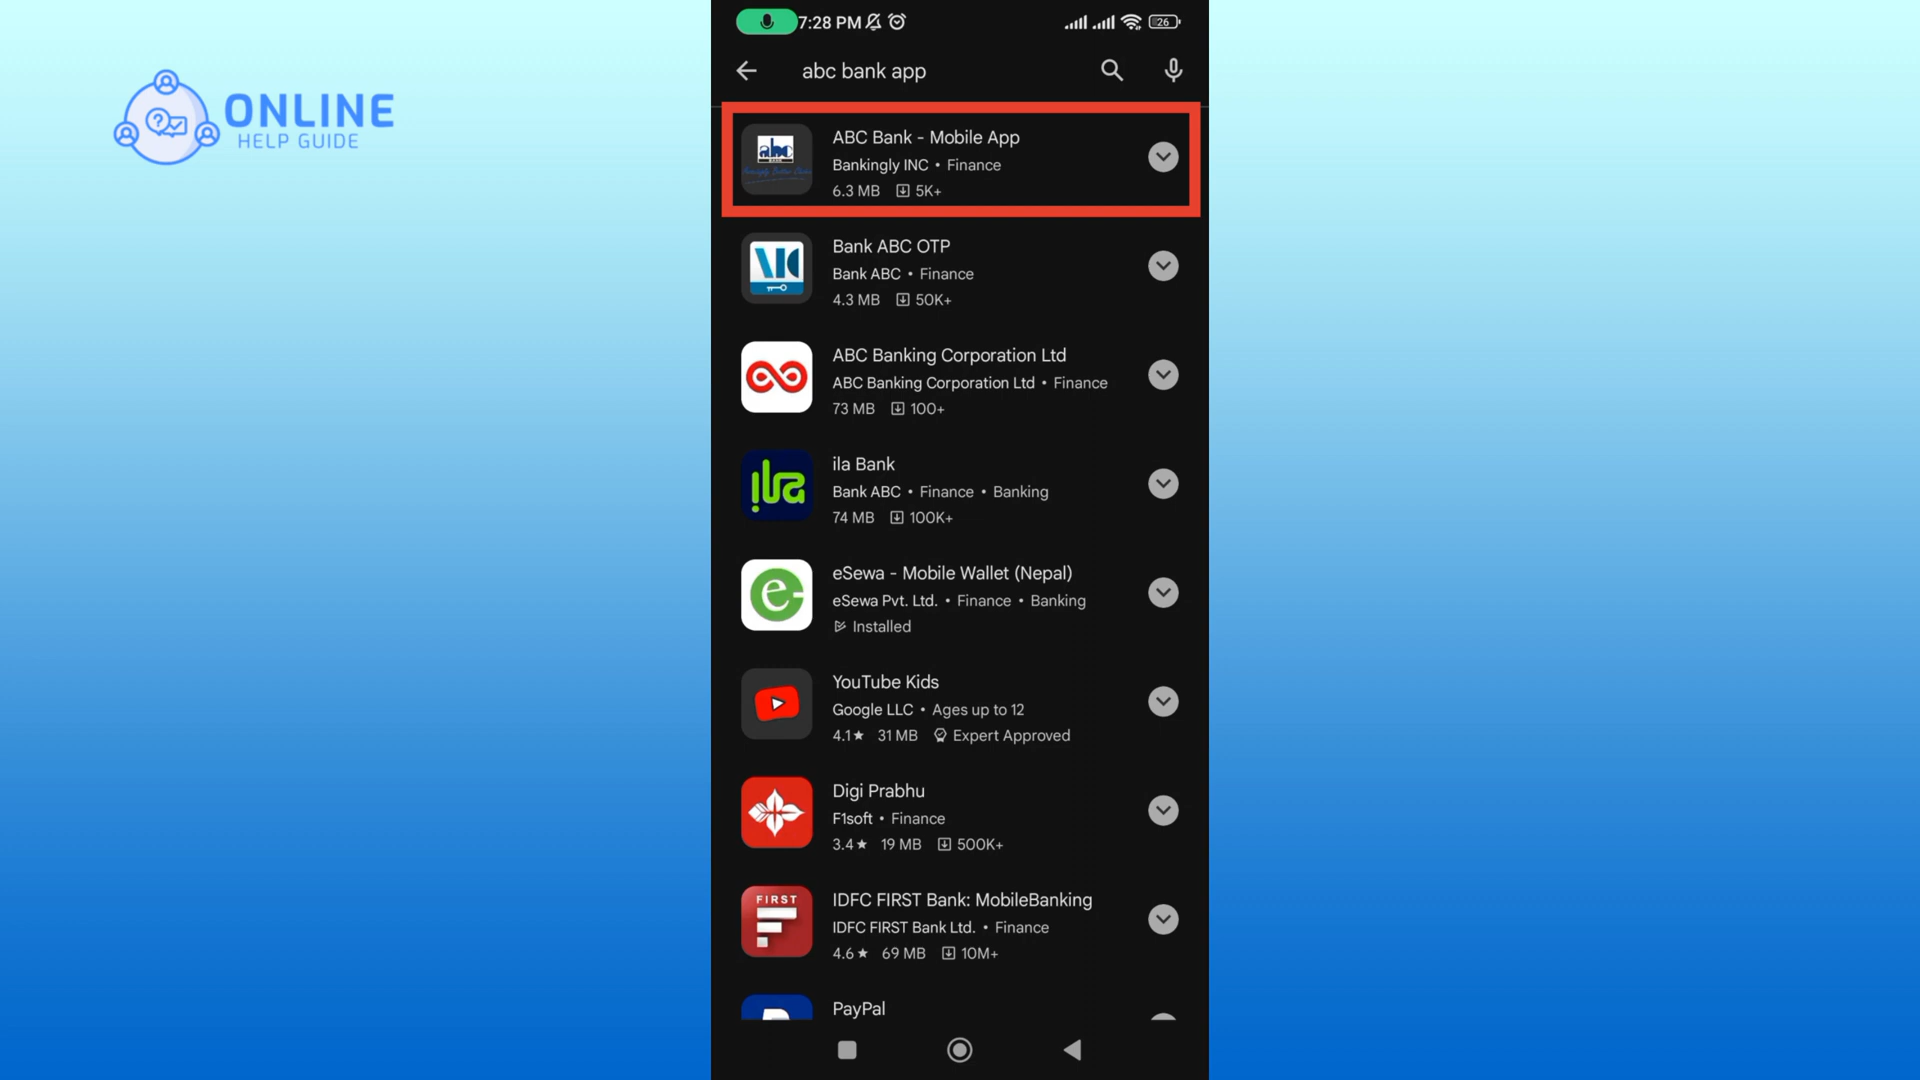 ONLINE
HELP GUIDE
7:28 PM
26
abc bank app
abc
ABC Bank - Mobile App
Bankingly INC • Finance
6.3 MB 5K+
Bank ABC OTP
Bank ABC • Finance
4.3 MB 50K+
ABC Banking Corporation Ltd
ABC Banking Corporation Ltd • Finance
73 MB 100+
ila
ila Bank
Bank ABC • Finance • Banking
74 MB 100K+
e
eSewa - Mobile Wallet (Nepal)
eSewa Pvt. Ltd. • Finance • Banking
Installed
YouTube Kids
Google LLC • Ages up to 12
4.1★ 31 MB Expert Approved
Digi Prabhu
F1soft • Finance
3.4★ 19 MB 500K+
FIRST
IDFC FIRST Bank: MobileBanking
IDFC FIRST Bank Ltd. • Finance
4.6★ 69 MB 10M+
PayPal